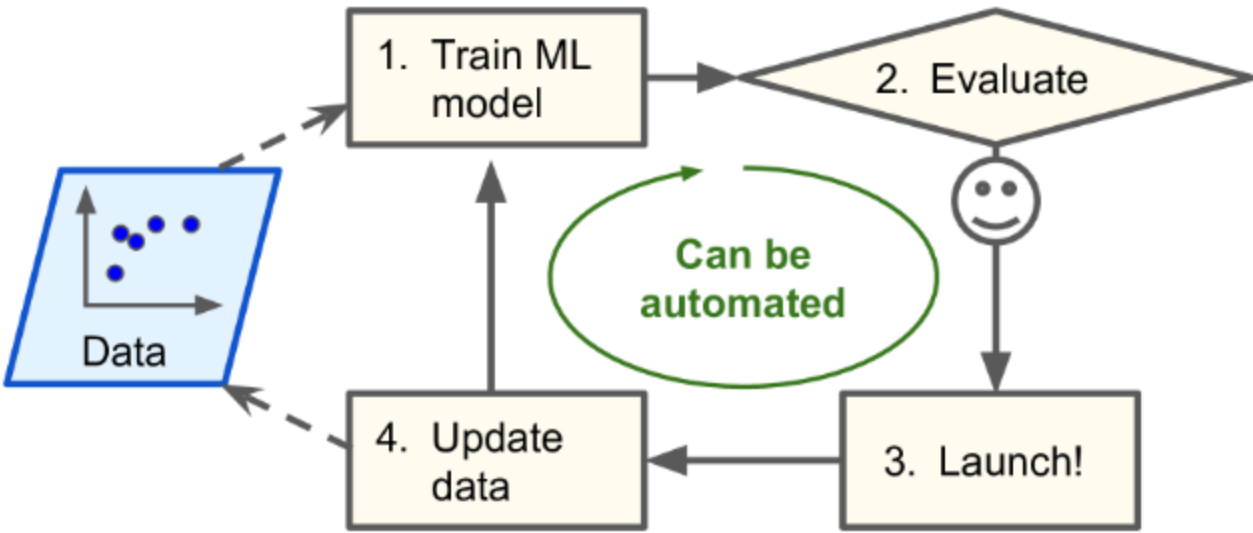 1. Train ML
model
2. Evaluate
Can be
automated
Data
4. Update
data
3. Launch!